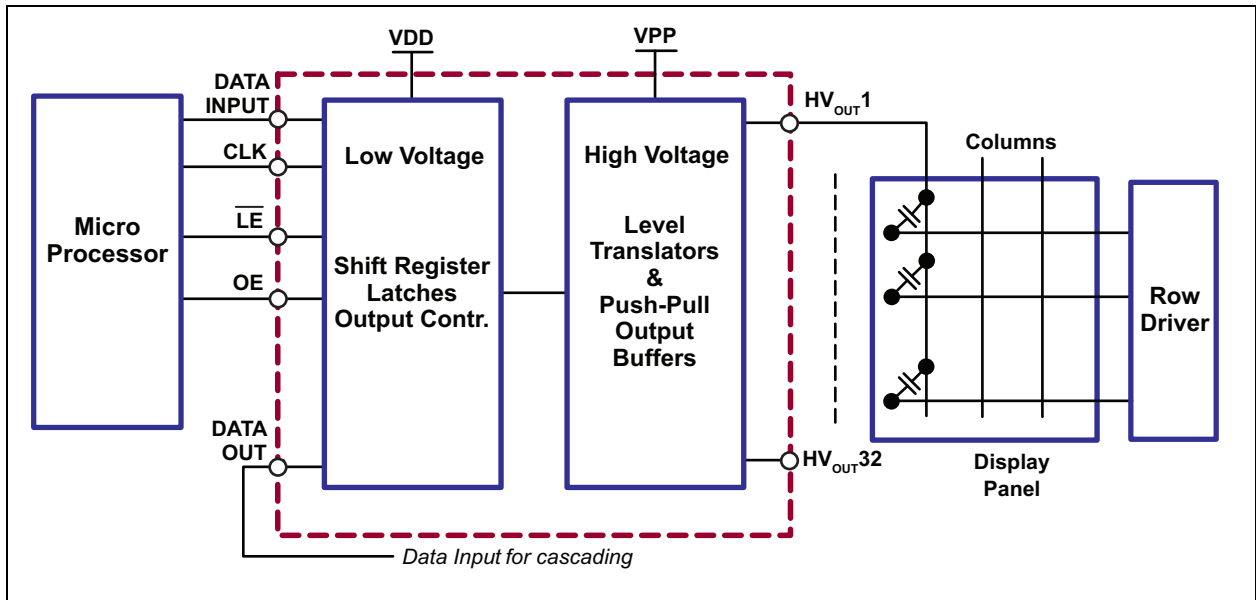 VDD
VPP
DATA
INPUT
CLK
L̅E̅
OE
DATA
OUT
Micro
Processor
Low Voltage
Shift Register
Latches
Output Contr.
High Voltage
Level
Translators
&
Push-Pull
Output
Buffers
HVOUT1
HVOUT32
Columns
Row
Driver
Display
Panel
Data Input for cascading